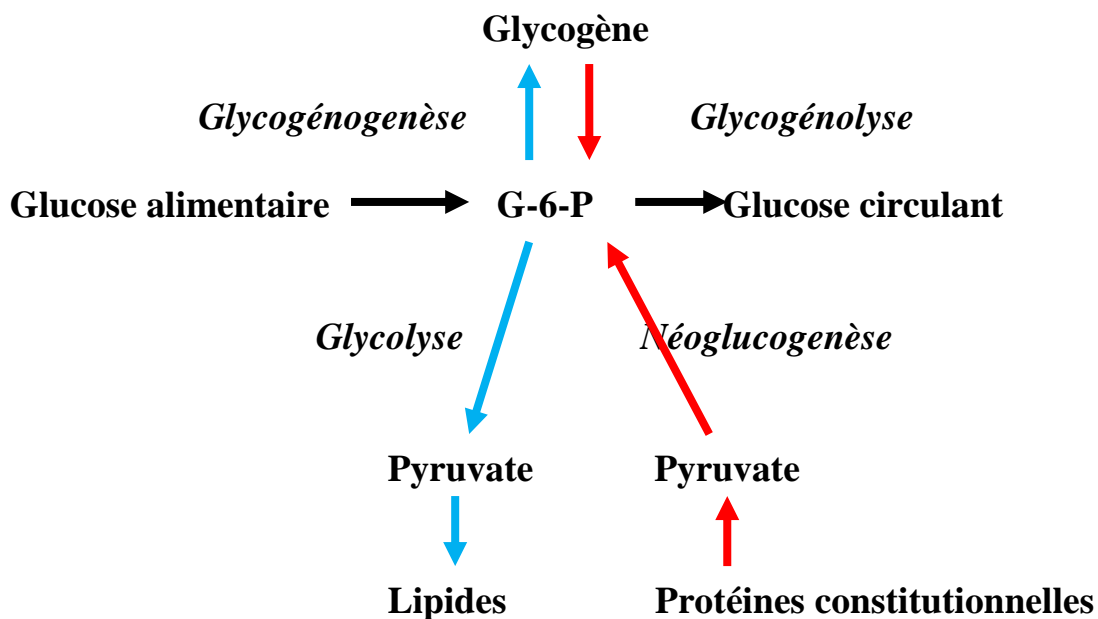 Glycogène
Glycogénogenèse Glycogénolyse
Glucose alimentaire G-6-P Glucose circulant
Glycolyse Néoglucogenèse
Pyruvate Pyruvate
Lipides Protéines constitutionnelles